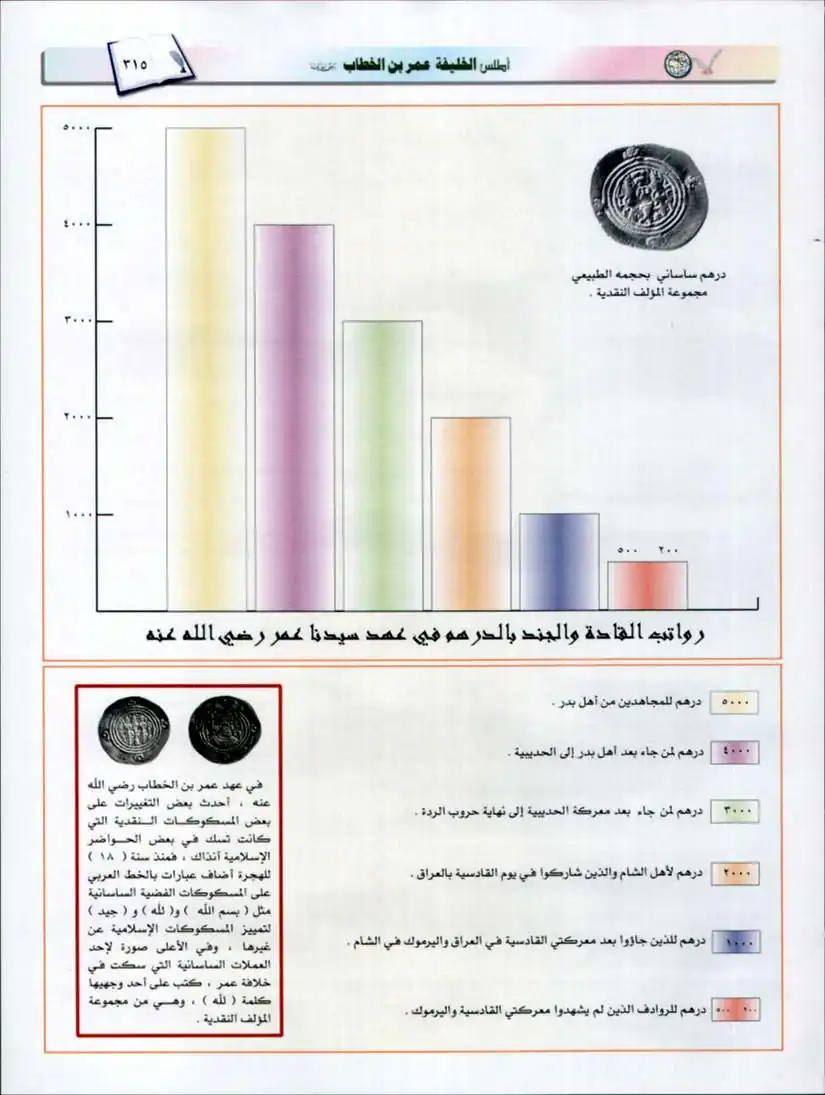 ٣١٥
أطلس الخليفة عمر بن الخطاب
درهم ساساني بحجمه الطبيعي
مجموعة المؤلف النقدية .
٥٠٠٠
٤٠٠٠
٣٠٠٠
٢٠٠٠
١٠٠٠
٥٠٠ ٢٠٠
رواتب القادة والجند بالدرهم في عهد سيدنا عمر رضي الله عنه
٥٠٠٠ درهم للمجاهدين من أهل بدر .
٤٠٠٠ درهم لمن جاء بعد أهل بدر إلى الحديبية .
٣٠٠٠ درهم لمن جاء بعد معركة الحديبية إلى نهاية حروب الردة .
٢٠٠٠ درهم لأهل الشام والذين شاركوا في يوم القادسية بالعراق .
١٠٠٠ درهم للذين جاؤوا بعد معركتي القادسية في العراق واليرموك في الشام .
٢٠٠ ٥٠٠ درهم للروادف الذين لم يشهدوا معركتي القادسية واليرموك .
في عهد عمر بن الخطاب رضي الله
عنه ، أحدث بعض التغييرات على
بعض المسكوكات النقدية التي
كانت تسك في بعض الحواضر
الإسلامية آنذاك ، فمنذ سنة ( ١٨ )
للهجرة أضاف عبارات بالخط العربي
على المسكوكات الفضية الساسانية
مثل ( بسم الله ) و( لله ) و ( جيد )
لتمييز المسكوكات الإسلامية عن
غيرها ، وفي الأعلى صورة لإحد
العملات الساسانية التي سكت في
خلافة عمر ، كتب على أحد وجهيها
كلمة ( لله ) ، وهي من مجموعة
المؤلف النقدية .